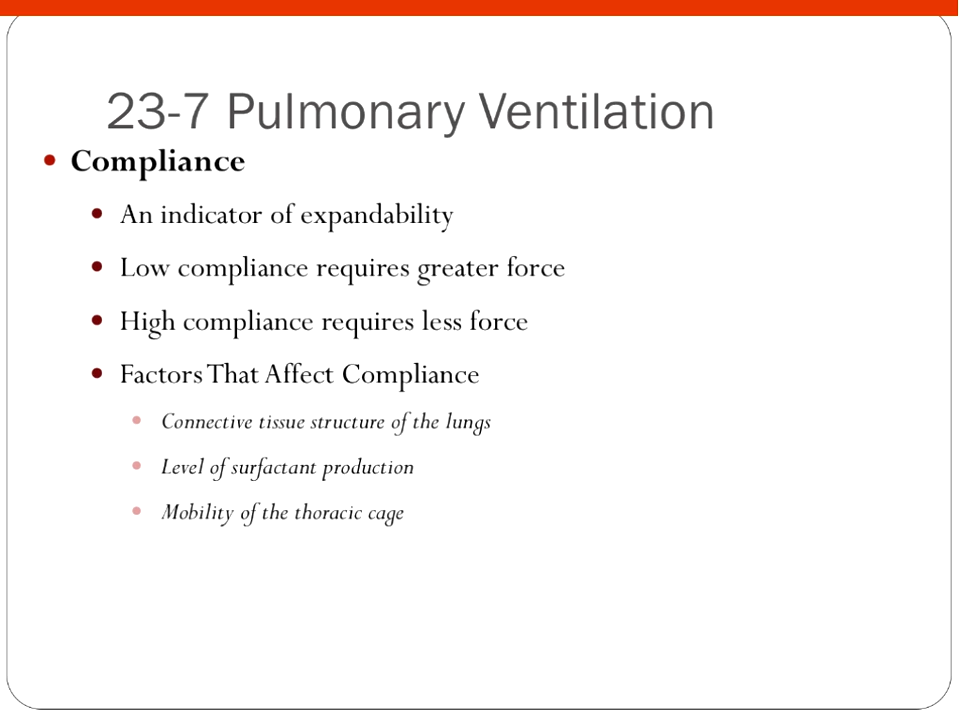 23-7 Pulmonary Ventilation
Compliance
An indicator of expandability
Low compliance requires greater force
High compliance requires less force
Factors That Affect Compliance
Connective tissue structure of the lungs
Level of surfactant production
Mobility of the thoracic cage